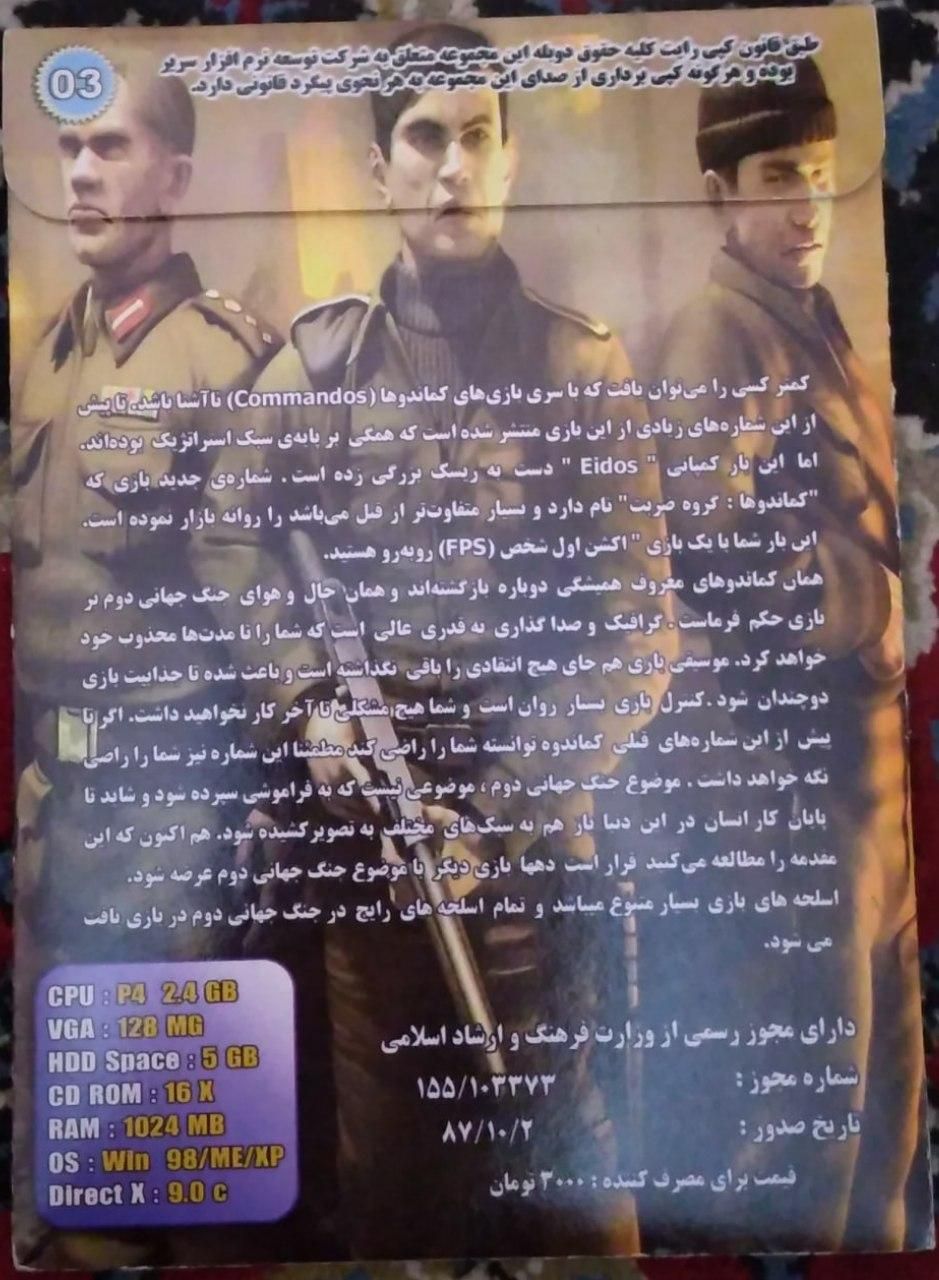 طبق قانون کپی رایت کلیه حقوق دوبله این مجموعه متعلق به شرکت توسعه نرم افزار سریر
بوده و هرگونه کپی برداری از صدای این مجموعه به هر نحوی پیگرد قانونی دارد.
03
کمتر کسی را می‌توان یافت که با سری بازی‌های کماندوها (Commandos) ناآشنا باشد. تا پیش
از این شماره‌های زیادی از این بازی منتشر شده است که همگی بر پایه‌ی سبک استراتژیک بوده‌اند.
اما این بار کمپانی " Eidos " دست به ریسک بزرگی زده است . شماره‌ی جدید بازی که
"کماندوها : گروه ضربت" نام دارد و بسیار متفاوت‌تر از قبل می‌باشد را روانه بازار نموده است.
این بار شما با یک بازی " اکشن اول شخص (FPS) روبه‌رو هستید.
همان کماندوهای معروف همیشگی دوباره بازگشته‌اند و همان حال و هوای جنگ جهانی دوم بر
بازی حکم فرماست . گرافیک و صدا گذاری به قدری عالی است که شما را تا مدت‌ها مجذوب خود
خواهد کرد. موسیقی بازی هم جای هیچ انتقادی را باقی نگذاشته است و باعث شده تا جذابیت بازی
دوچندان شود .کنترل بازی بسیار روان است و شما هیچ مشکلی تا آخر کار نخواهید داشت. اگر تا
پیش از این شماره‌های قبلی کماندوه توانسته شما را راضی کند مطمئنا این شماره نیز شما را راضی
نگه خواهد داشت . موضوع جنگ جهانی دوم ، موضوعی نیست که به فراموشی سپرده شود و شاید تا
پایان کار انسان در این دنیا باز هم به سبک‌های مختلف به تصویر کشیده شود. هم اکنون که این
مقدمه را مطالعه می‌کنید قرار است دهها بازی دیگر با موضوع جنگ جهانی دوم عرضه شود.
اسلحه های بازی بسیار متنوع میباشد و تمام اسلحه های رایج در جنگ جهانی دوم در بازی یافت
می شود.
CPU : P4 2.4 GB
VGA : 128 MG
HDD Space : 5 GB
CD ROM : 16 X
RAM : 1024 MB
OS : Win 98/ME/XP
Direct X : 9.0 c
دارای مجوز رسمی از وزارت فرهنگ و ارشاد اسلامی
شماره مجوز : ۱۵۵/۱۰۳۳۷۳
تاریخ صدور : ۸۷/۱۰/۲
قیمت برای مصرف کننده : ۳۰۰۰ تومان